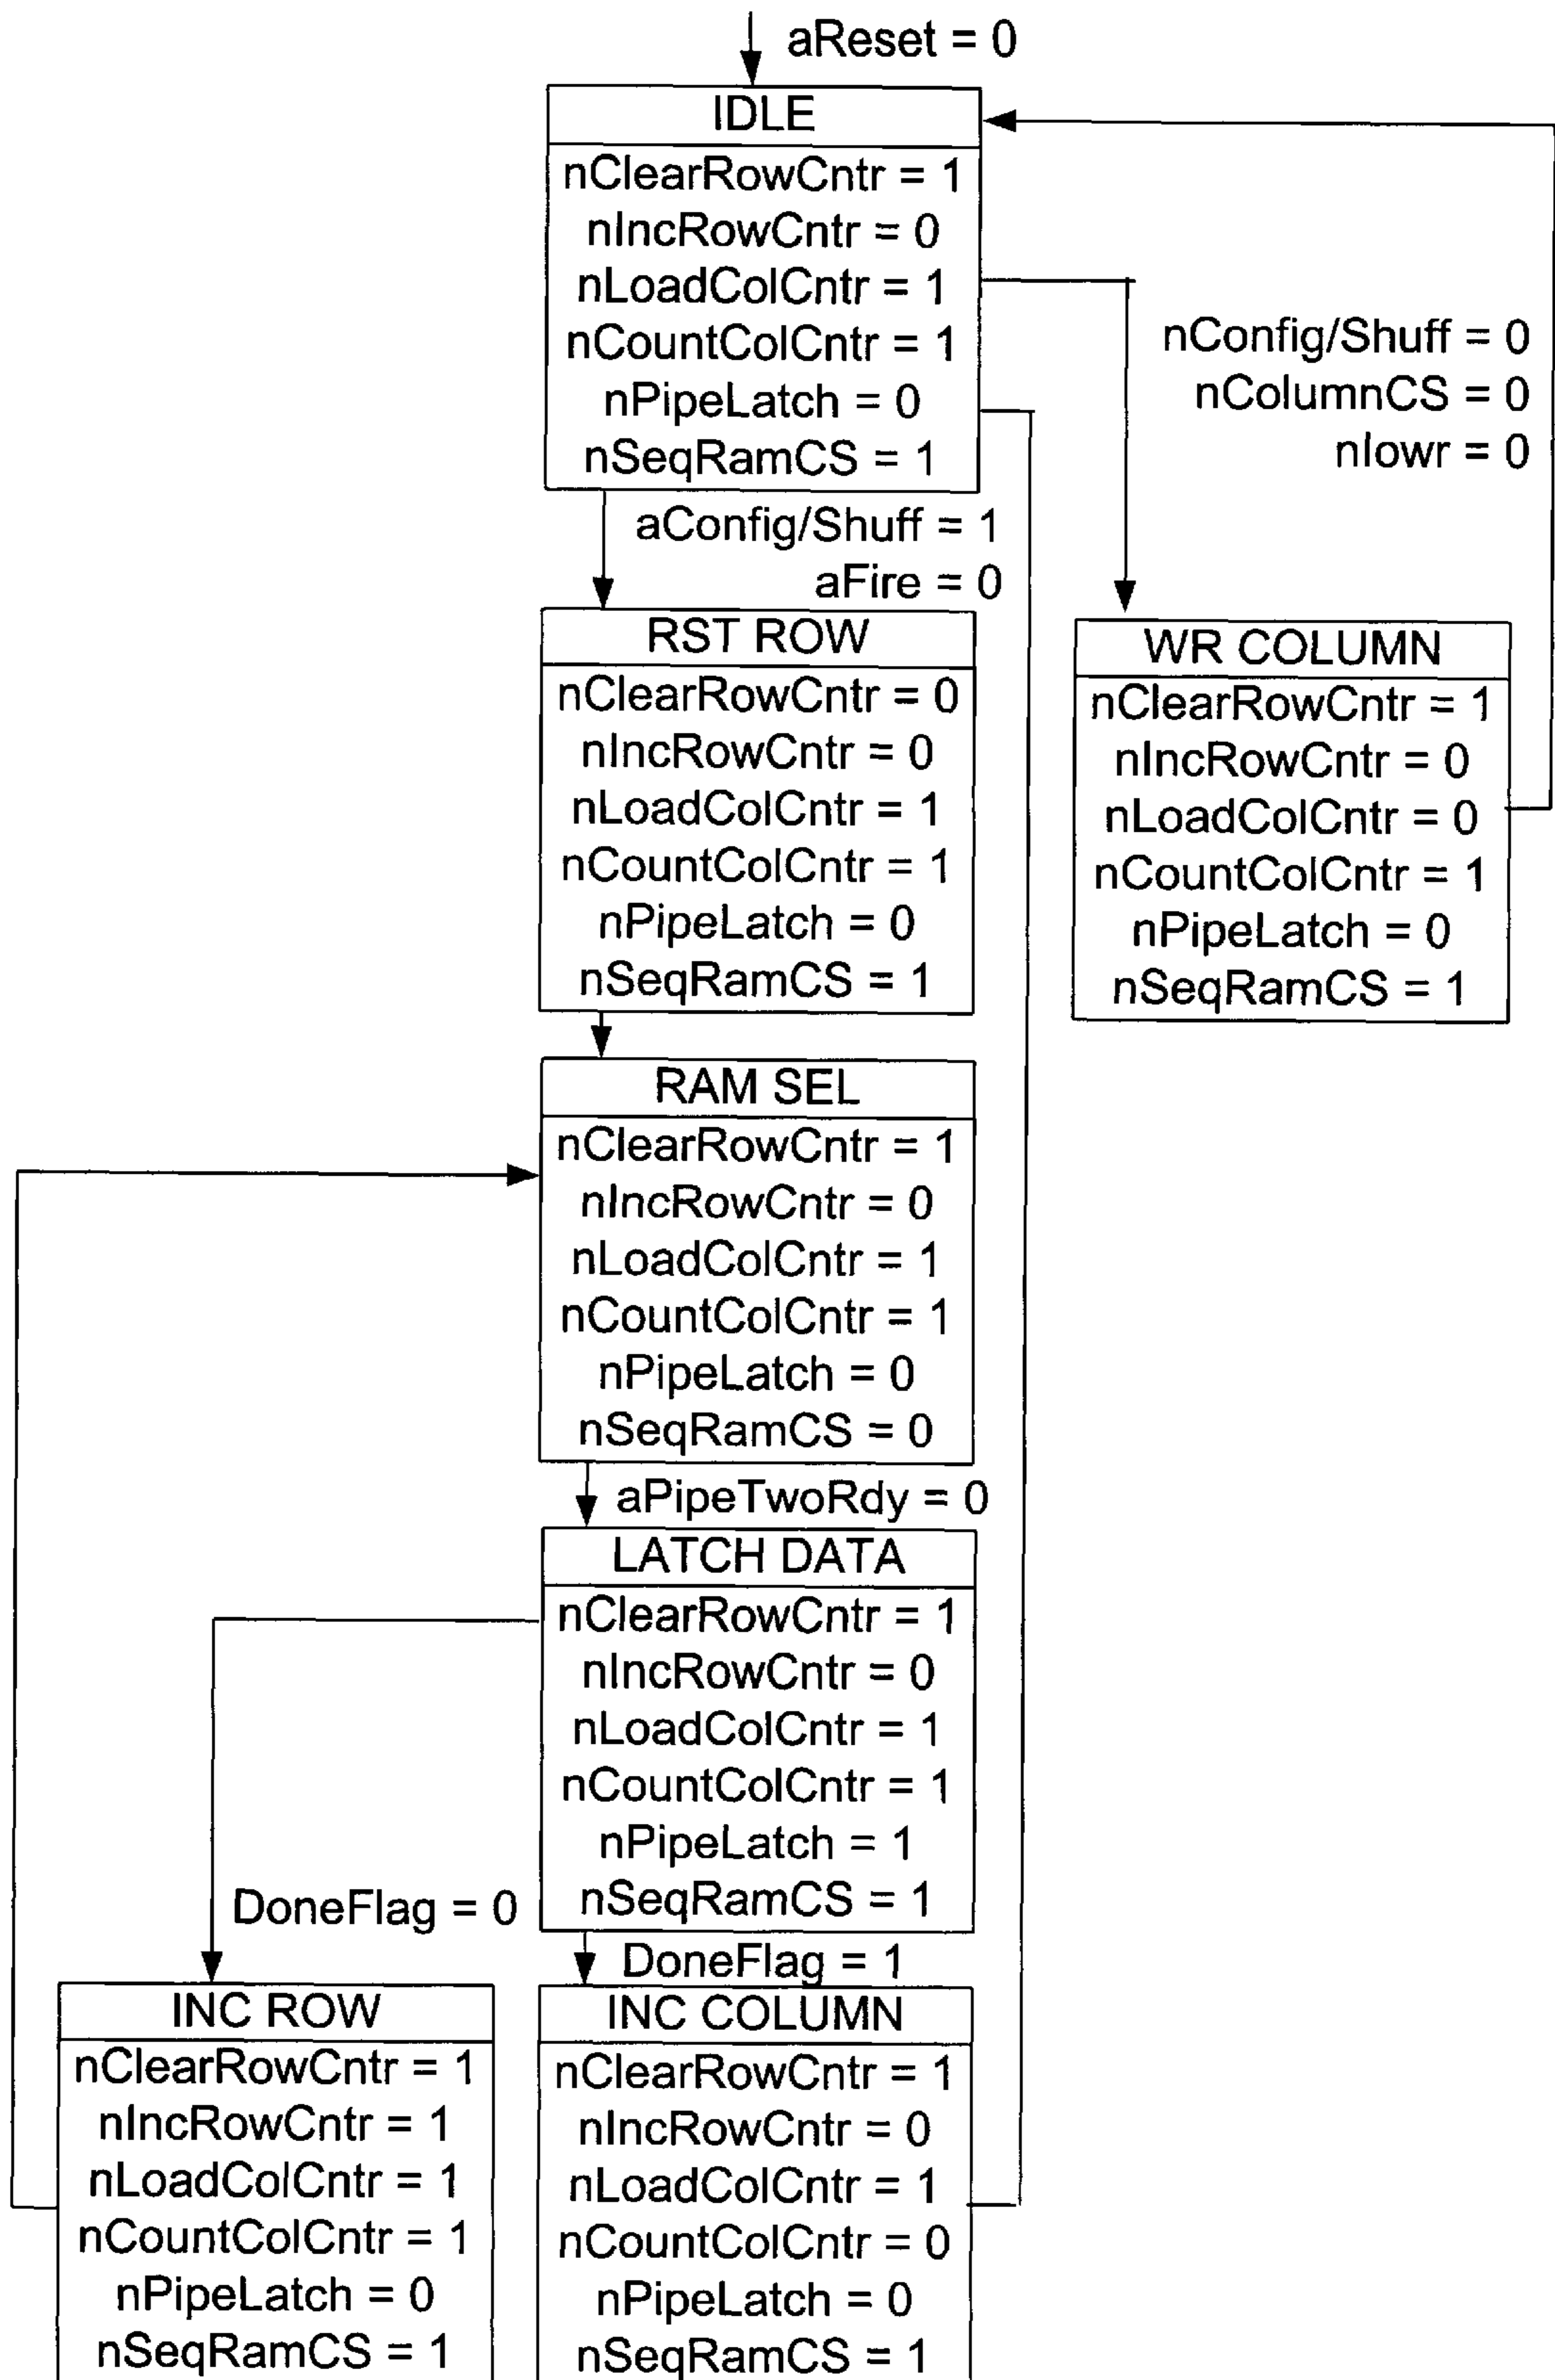 aReset = 0
IDLE
nClearRowCntr = 1
nIncRowCntr = 0
nLoadColCntr = 1
nCountColCntr = 1
nPipeLatch = 0
nSeqRamCS = 1
nConfig/Shuff = 0
nColumnCS = 0
nIowr = 0
aConfig/Shuff = 1
aFire = 0
RST ROW
nClearRowCntr = 0
nIncRowCntr = 0
nLoadColCntr = 1
nCountColCntr = 1
nPipeLatch = 0
nSeqRamCS = 1
WR COLUMN
nClearRowCntr = 1
nIncRowCntr = 0
nLoadColCntr = 0
nCountColCntr = 1
nPipeLatch = 0
nSeqRamCS = 1
RAM SEL
nClearRowCntr = 1
nIncRowCntr = 0
nLoadColCntr = 1
nCountColCntr = 1
nPipeLatch = 0
nSeqRamCS = 0
aPipeTwoRdy = 0
LATCH DATA
nClearRowCntr = 1
nIncRowCntr = 0
nLoadColCntr = 1
nCountColCntr = 1
nPipeLatch = 1
nSeqRamCS = 1
DoneFlag = 0
DoneFlag = 1
INC ROW
nClearRowCntr = 1
nIncRowCntr = 1
nLoadColCntr = 1
nCountColCntr = 1
nPipeLatch = 0
nSeqRamCS = 1
INC COLUMN
nClearRowCntr = 1
nIncRowCntr = 0
nLoadColCntr = 1
nCountColCntr = 0
nPipeLatch = 0
nSeqRamCS = 1